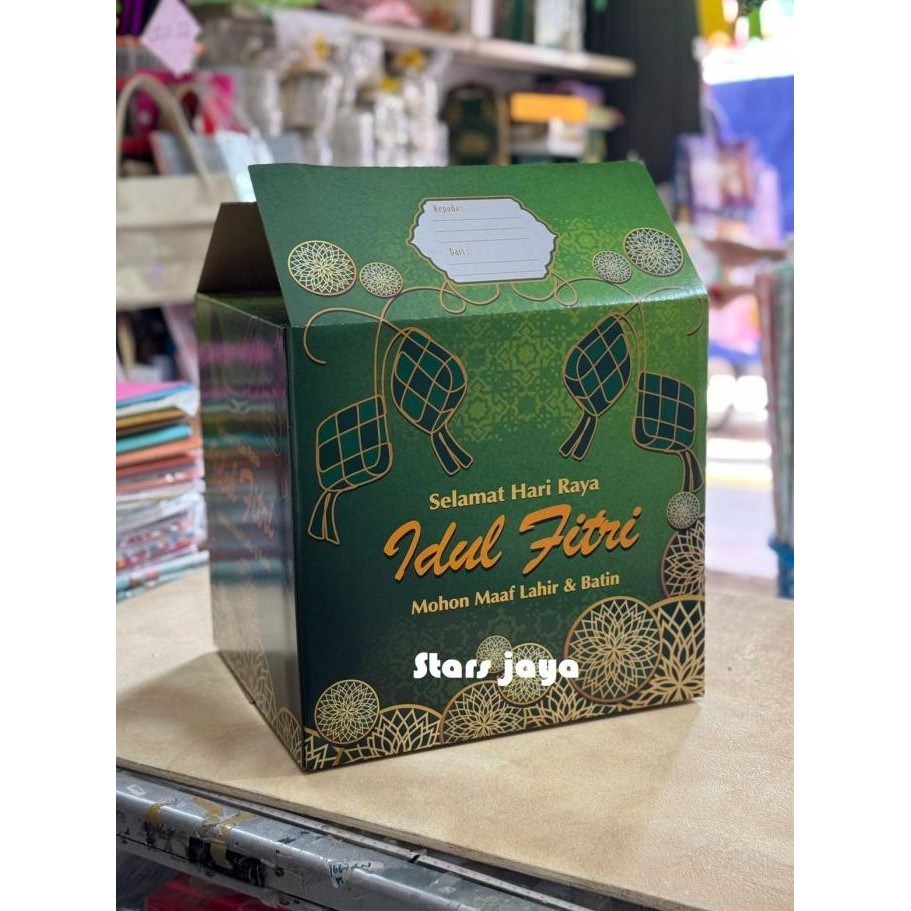 Kepada :
Dari :
Selamat Hari Raya
Idul Fitri
Mohon Maaf Lahir & Batin
Stars jaya